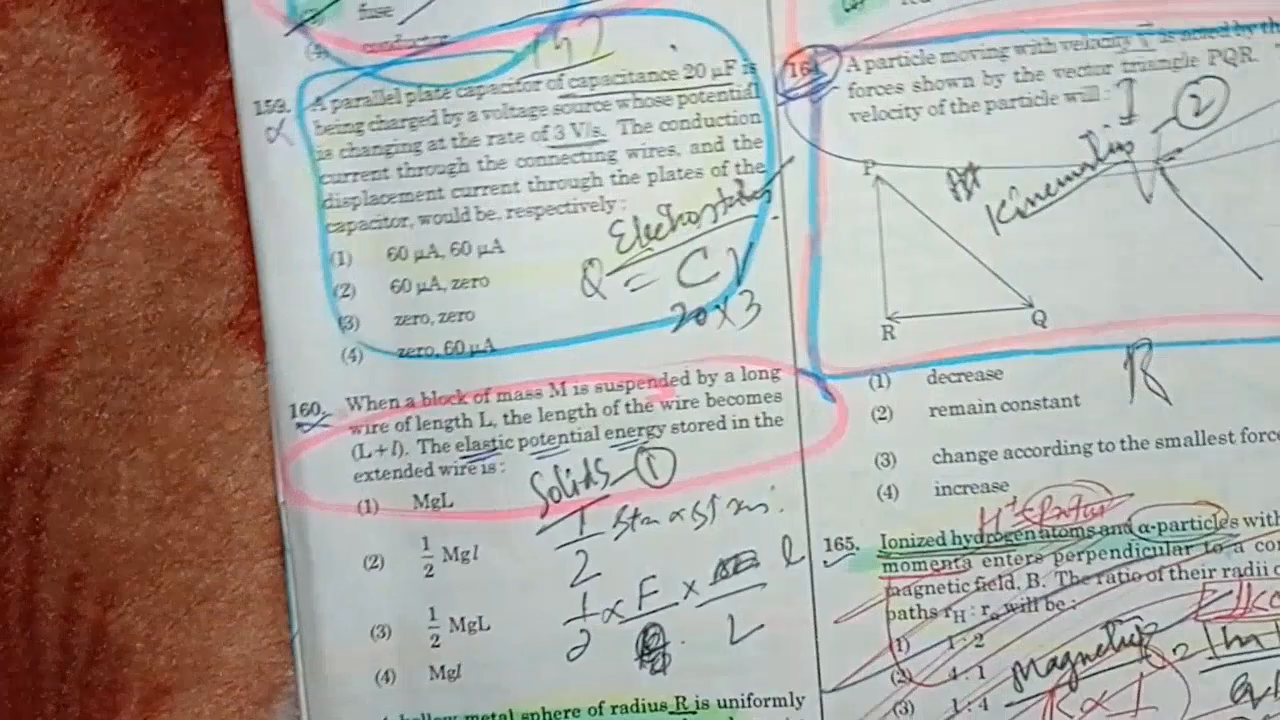 fuse
(4) conductor
159. A parallel plate capacitor of capacitance 20 μF is
being charged by a voltage source whose potential
is changing at the rate of 3 V/s. The conduction
current through the connecting wires, and the
displacement current through the plates of the
capacitor, would be, respectively :
(1) 60 μA, 60 μA
(2) 60 μA, zero
(3) zero, zero
(4) zero, 60 μA
Electrostatics
Q = CV
20 × 3
160. When a block of mass M is suspended by a long
wire of length L, the length of the wire becomes
(L+l). The elastic potential energy stored in the
extended wire is :
(1) MgL
(2) 1/2 Mgl
(3) 1/2 MgL
(4) Mgl
Solids - ①
1/2
1/2 × F × l
L
metal sphere of radius R is uniformly
164. A particle moving with velocity V is acted by th
forces shown by the vector triangle PQR.
velocity of the particle will :
②
Kinematics
P
R
Q
(1) decrease
(2) remain constant
(3) change according to the smallest force
(4) increase
R
165. Ionized hydrogen atoms and α-particles with
momenta enters perpendicular to a co
magnetic field, B. The ratio of their radii o
paths rH : rα will be :
(1) 1 : 2
(2) 4 : 1
(3) 1 : 4
Magnetic